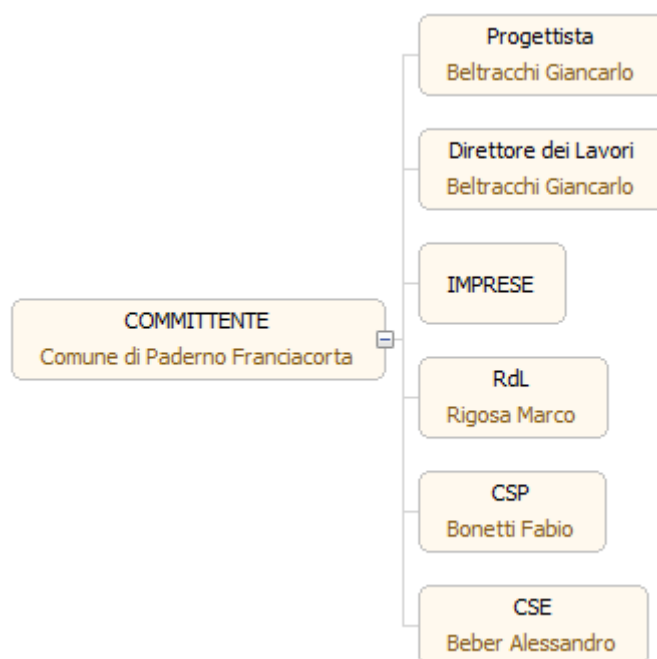 Progettista
Beltracchi Giancarlo
Direttore dei Lavori
Beltracchi Giancarlo
IMPRESE
COMMITTENTE
Comune di Paderno Franciacorta
RdL
Rigosa Marco
CSP
Bonetti Fabio
CSE
Beber Alessandro